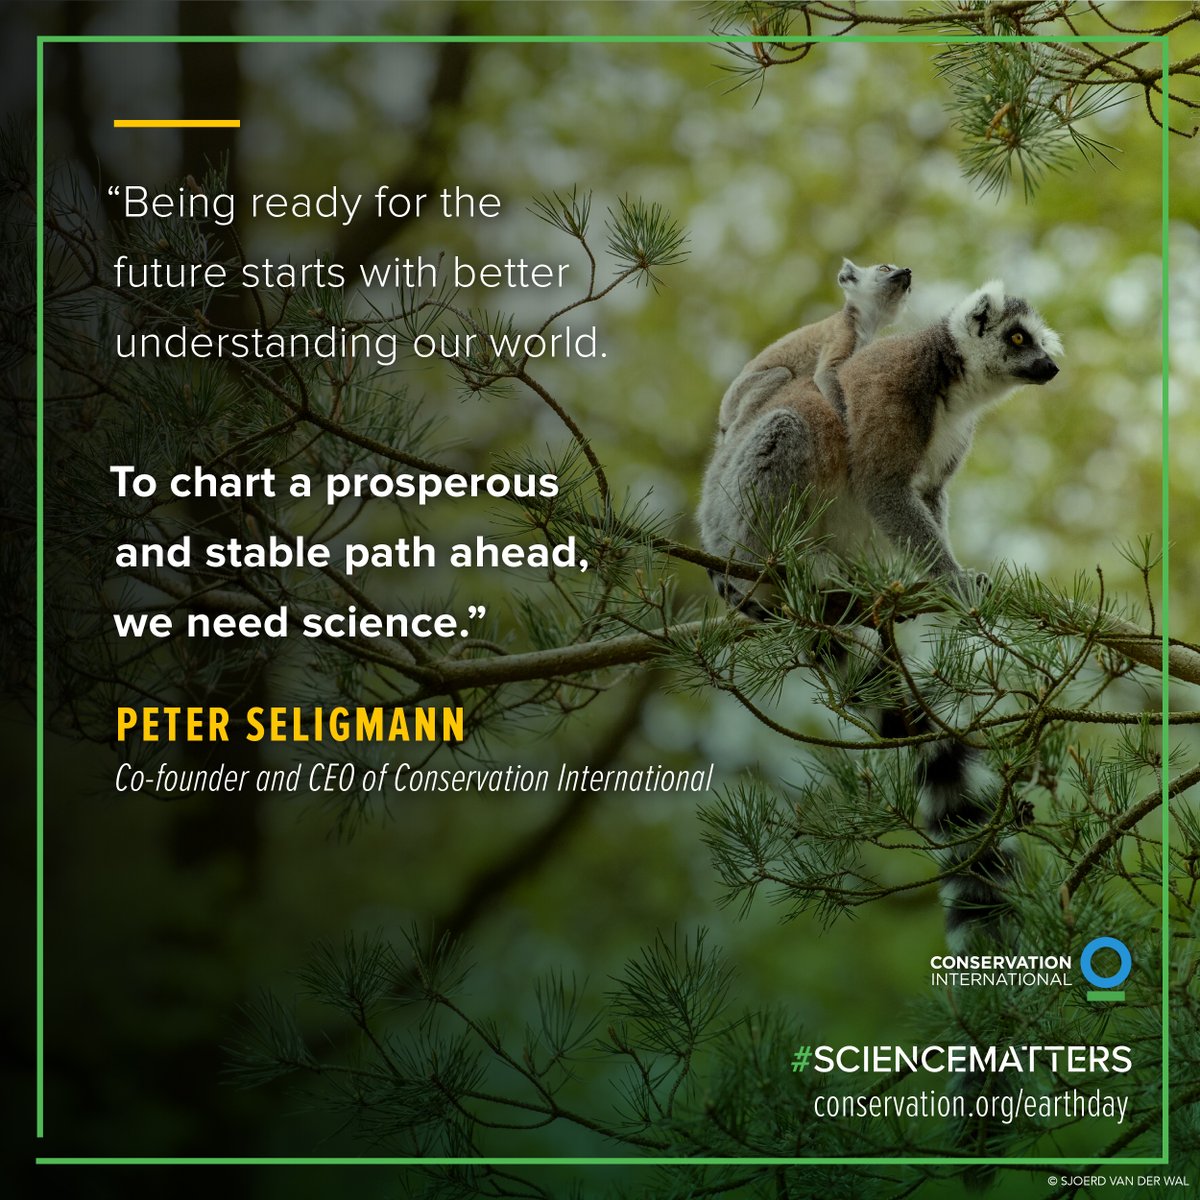 “Being ready for the
future starts with better
understanding our world.
To chart a prosperous
and stable path ahead,
we need science.”
PETER SELIGMANN
Co-founder and CEO of Conservation International
CONSERVATION
INTERNATIONAL
#SCIENCEMATTERS
conservation.org/earthday
© SJOERD VAN DER WAL